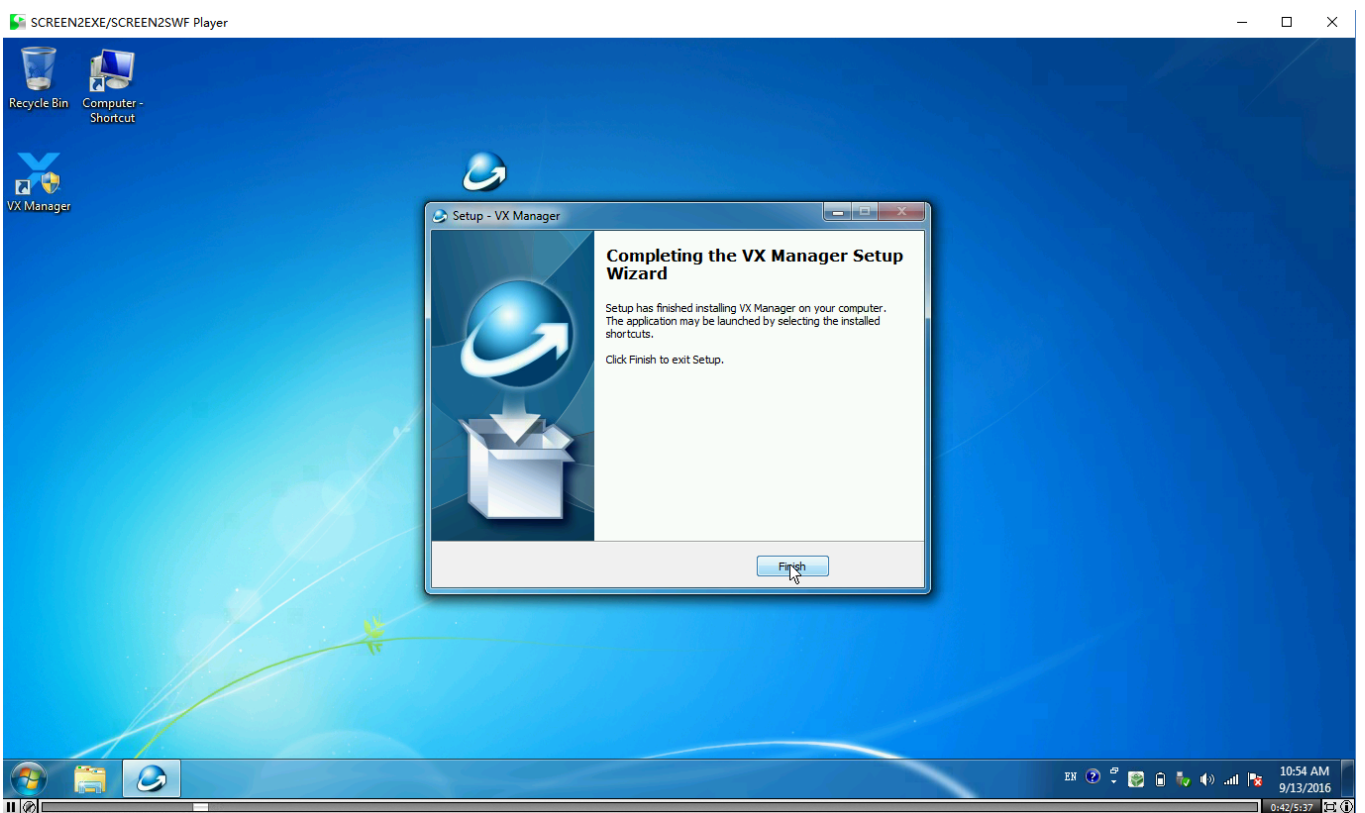 SCREEN2EXE/SCREEN2SWF Player
Recycle Bin
Computer -
Shortcut
VX Manager
Setup - VX Manager
Completing the VX Manager Setup
Wizard
Setup has finished installing VX Manager on your computer.
The application may be launched by selecting the installed
shortcuts.
Click Finish to exit Setup.
Finish
EN
10:54 AM
9/13/2016
0:42/5:37